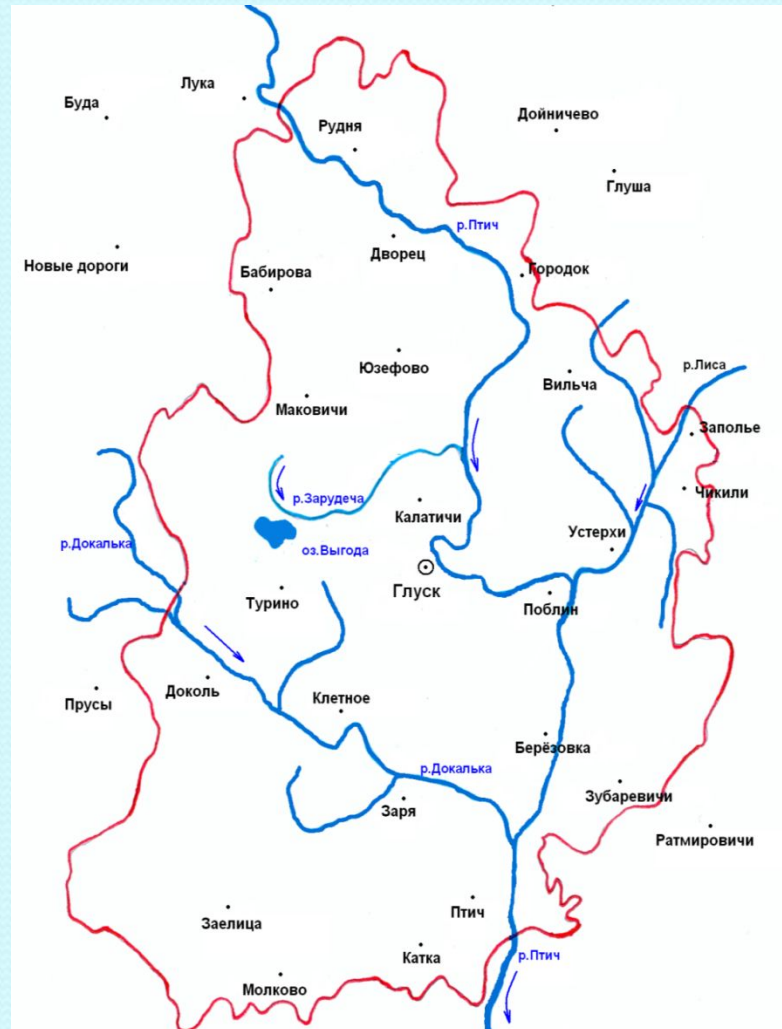 Лука
Буда
Рудня
Дойничево
Глуша
р.Птич
Дворец
Новые дороги
Бабирова
Городок
Юзефово
Вильча
р.Лиса
Маковичи
Заполье
р.Зарудеча
Калатичи
Чикили
Устерхи
р.Докалька
оз.Выгода
Глуск
Турино
Поблин
Прусы
Доколь
Клетное
Берёзовка
р.Докалька
Зубаревичи
Заря
Ратмировичи
Птич
Заелица
Катка
р.Птич
Молково